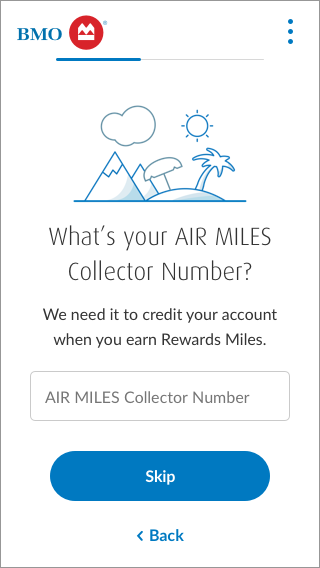 BMO
What's your AIR MILES
Collector Number?
We need it to credit your account
when you earn Rewards Miles.
AIR MILES Collector Number
Skip
Back